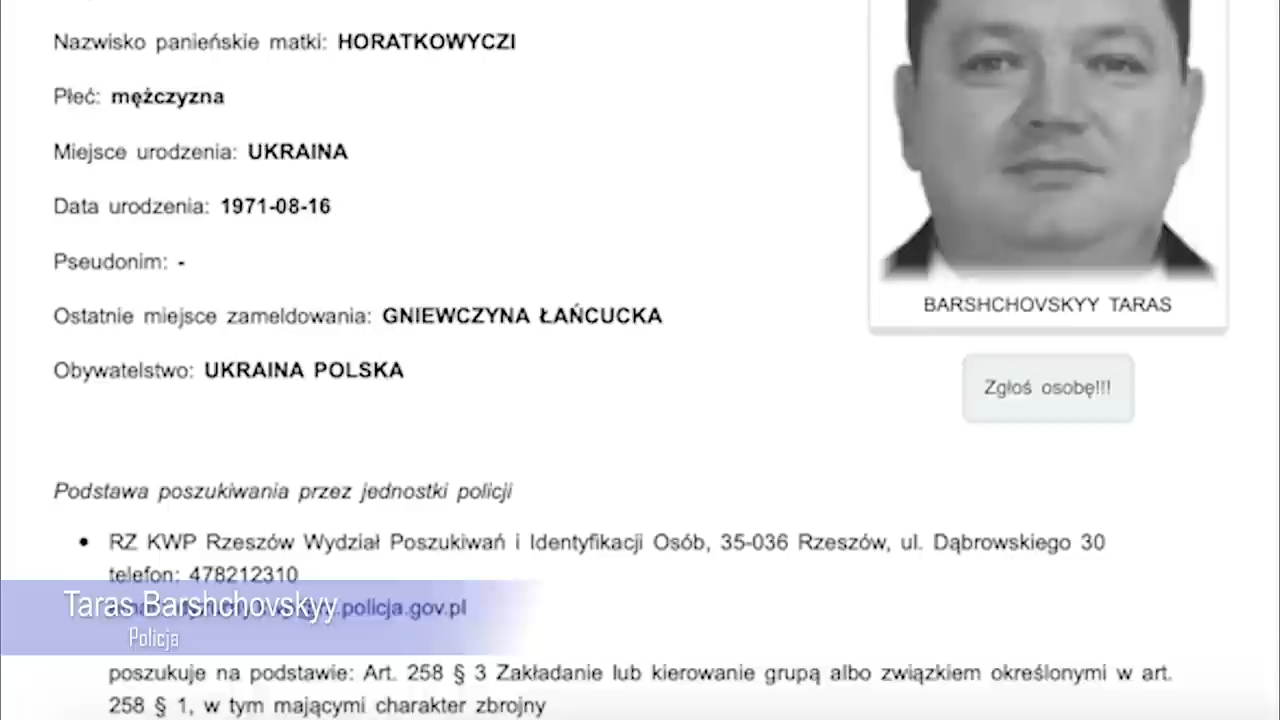 Nazwisko panieńskie matki: HORATKOWYCZI
Płeć: mężczyzna
Miejsce urodzenia: UKRAINA
Data urodzenia: 1971-08-16
Pseudonim: -
Ostatnie miejsce zameldowania: GNIEWCZYNA ŁAŃCUCKA
Obywatelstwo: UKRAINA POLSKA
BARSHCHOVSKYY TARAS
Zgłoś osobę!!!
Podstawa poszukiwania przez jednostki policji
• RZ KWP Rzeszów Wydział Poszukiwań i Identyfikacji Osób, 35-036 Rzeszów, ul. Dąbrowskiego 30
telefon: 478212310
.policja.gov.pl
Taras Barshchovskyy
Policja
poszukuje na podstawie: Art. 258 § 3 Zakładanie lub kierowanie grupą albo związkiem określonymi w art.
258 § 1, w tym mającymi charakter zbrojny